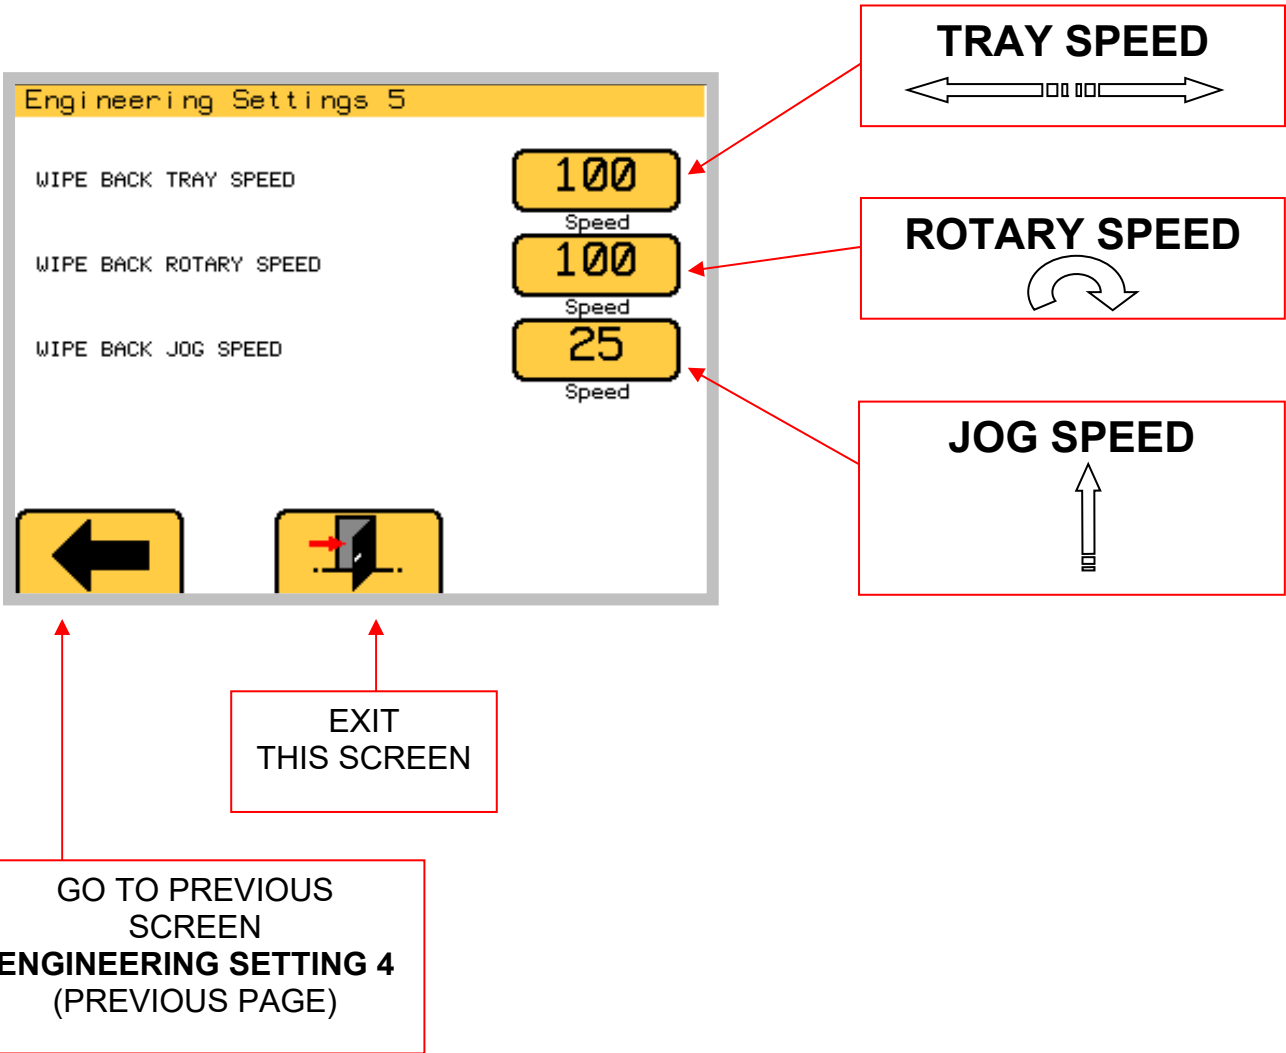 TRAY SPEED
Engineering Settings 5
WIPE BACK TRAY SPEED
100
Speed
ROTARY SPEED
WIPE BACK ROTARY SPEED
100
Speed
WIPE BACK JOG SPEED
25
Speed
JOG SPEED
EXIT
THIS SCREEN
GO TO PREVIOUS
SCREEN
ENGINEERING SETTING 4
(PREVIOUS PAGE)